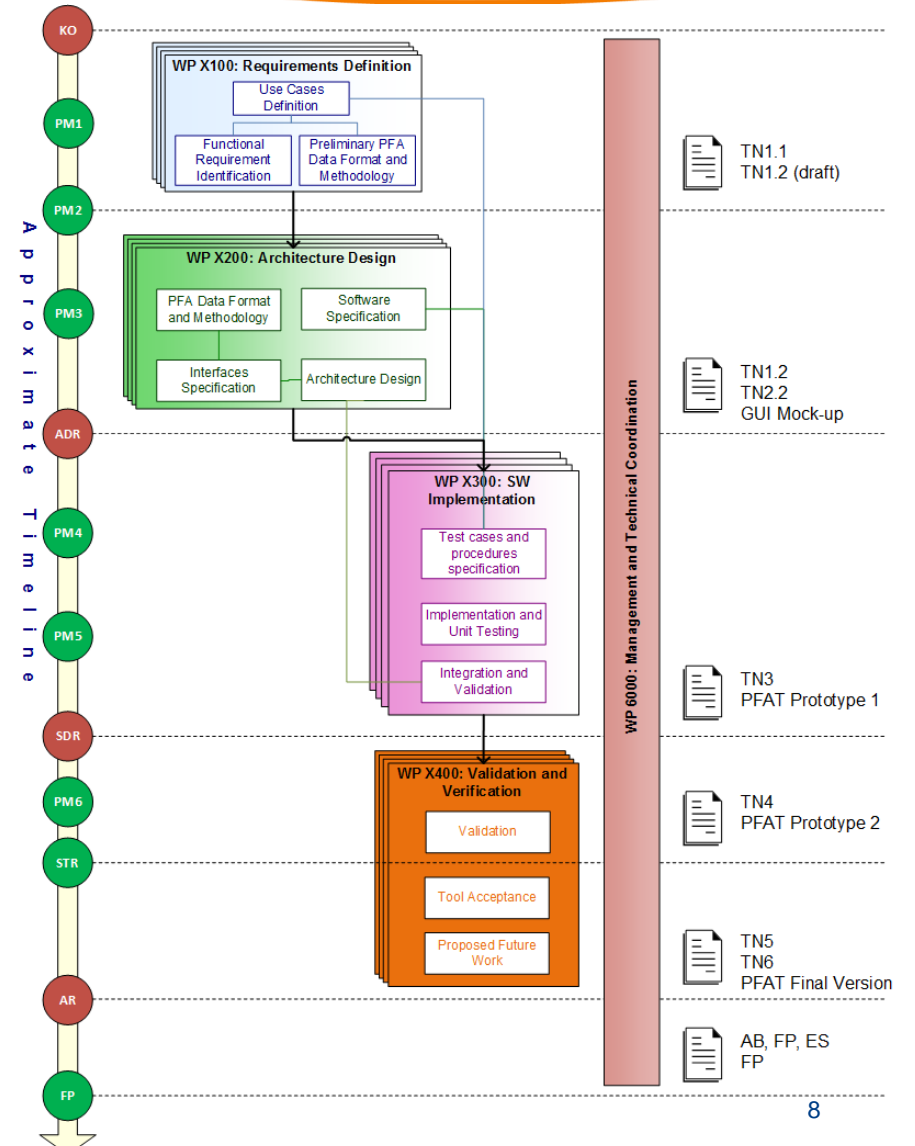 KO
PM1
PM2
PM3
ADR
PM4
PM5
SDR
PM6
STR
AR
FP
Approximate Timeline
WP X100: Requirements Definition
Use Cases
Definition
Functional
Requirement
Identification
Preliminary PFA
Data Format and
Methodology
WP X200: Architecture Design
PFA Data Format
and Methodology
Software
Specification
Interfaces
Specification
Architecture Design
WP X300: SW
Implementation
Test cases and
procedures
specification
Implementation and
Unit Testing
Integration and
Validation
WP X400: Validation and
Verification
Validation
Tool Acceptance
Proposed Future
Work
WP 6000: Management and Technical Coordination
TN1.1
TN1.2 (draft)
TN1.2
TN2.2
GUI Mock-up
TN3
PFAT Prototype 1
TN4
PFAT Prototype 2
TN5
TN6
PFAT Final Version
AB, FP, ES
FP
8